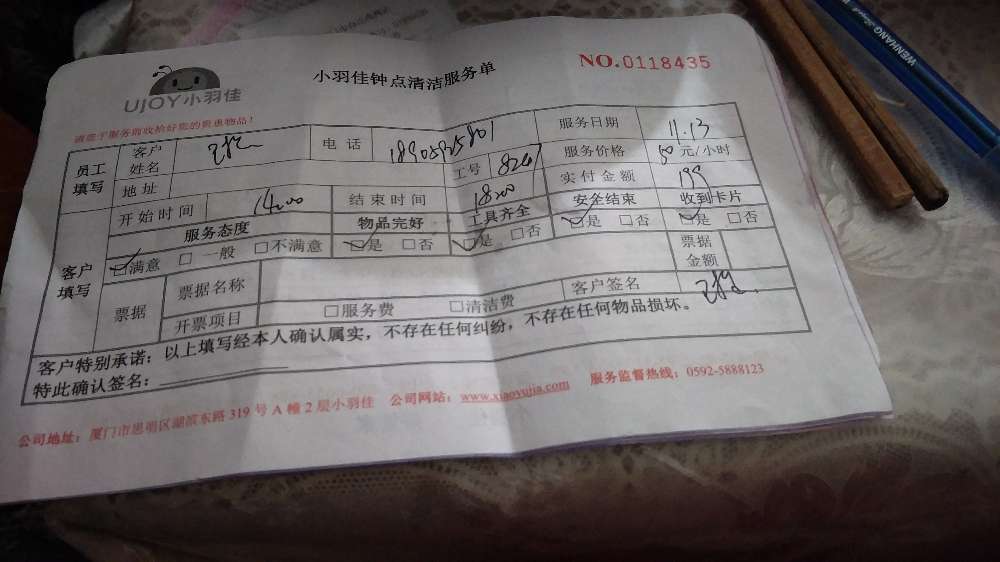 WENHANG
UJOY小羽佳
小羽佳钟点清洁服务单
NO.0118435
请您于服务前收拾好您的贵重物品!
员工填写
客户姓名
电话
服务日期 11.13
地址
工号
服务价格 50 元/小时
开始时间 14:00
结束时间 18:00
实付金额 199
客户填写
服务态度
物品完好
工具齐全
安全结束
收到卡片
☑满意 □一般 □不满意
☑是 □否
☑是 □否
☑是 □否
☑是 □否
票据
票据名称
票据金额
开票项目
□服务费 □清洁费
客户签名
客户特别承诺:以上填写经本人确认属实,不存在任何纠纷,不存在任何物品损坏。
特此确认签名:
公司地址:厦门市思明区湖滨东路319号A幢2层小羽佳 公司网站:www.xiaoyujia.com 服务监督热线:0592-5888123